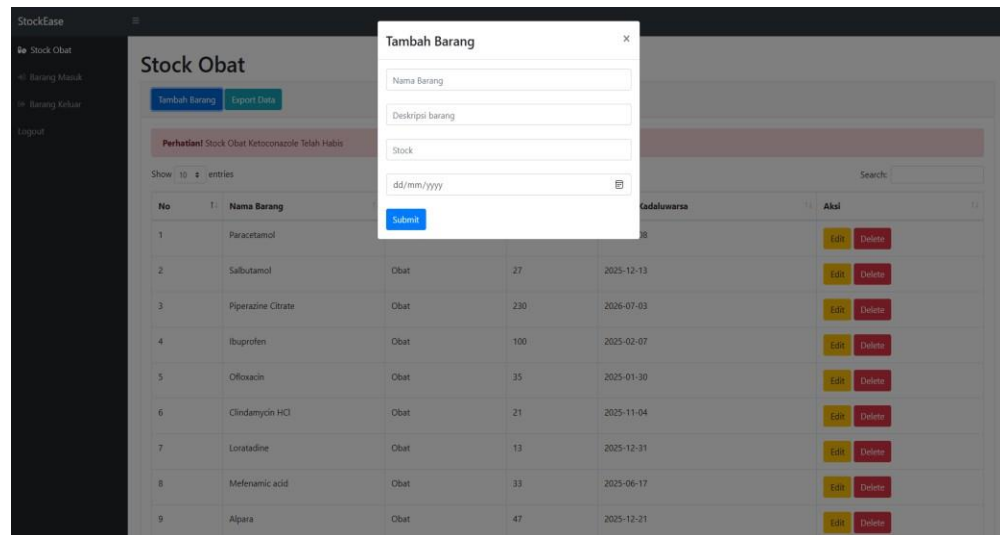 StockEase
Stock Obat
Barang Masuk
Barang Keluar
Logout
Stock Obat
Tambah Barang Export Data
Perhatian! Stock Obat Ketoconazole Telah Habis
Show 10 entries
Search:
Tambah Barang ×
Nama Barang
Deskripsi barang
Stock
dd/mm/yyyy
Submit
No Nama Barang Kadaluwarsa Aksi
1 Paracetamol Edit Delete
2 Salbutamol Obat 27 2025-12-13 Edit Delete
3 Piperazine Citrate Obat 230 2026-07-03 Edit Delete
4 Ibuprofen Obat 100 2025-02-07 Edit Delete
5 Ofloxacin Obat 35 2025-01-30 Edit Delete
6 Clindamycin HCl Obat 21 2025-11-04 Edit Delete
7 Loratadine Obat 13 2025-12-31 Edit Delete
8 Mefenamic acid Obat 33 2025-06-17 Edit Delete
9 Alpara Obat 47 2025-12-21 Edit Delete